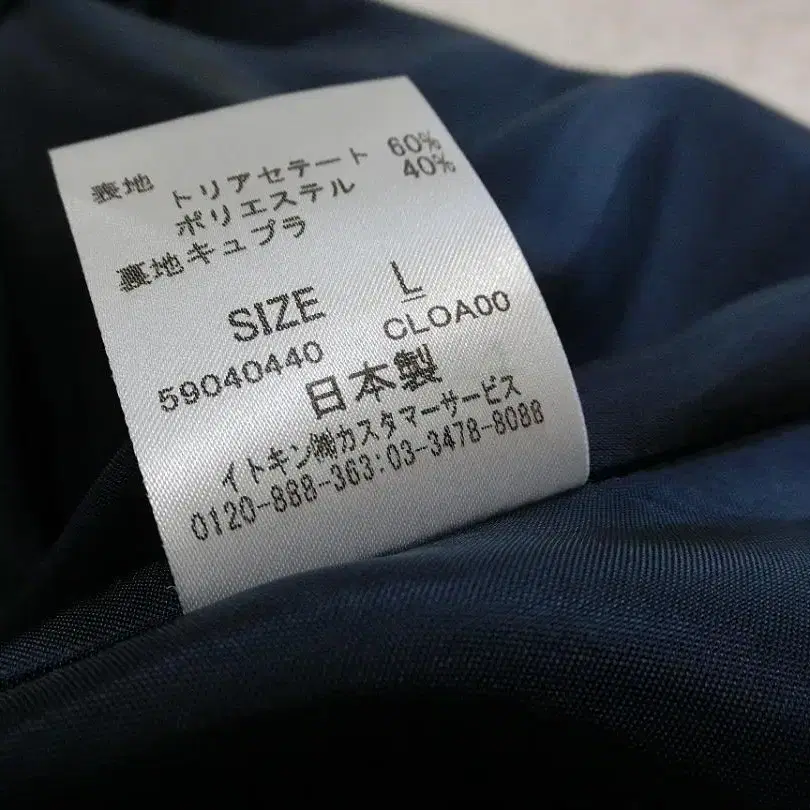 表地 トリアセテート 60%
ポリエステル 40%
裏地キュプラ
SIZE L
59040440 CLOA00
日本製
イトキン㈱カスタマーサービス
0120-888-363:03-3478-8088